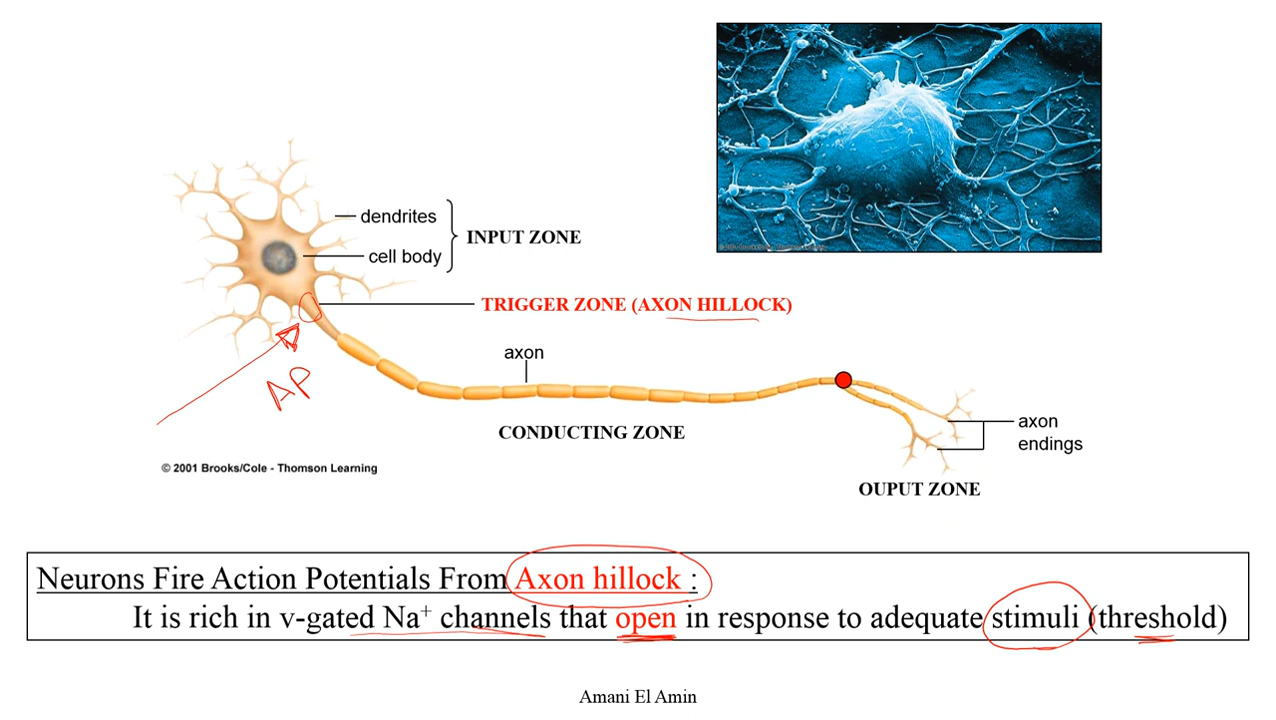 dendrites
INPUT ZONE
cell body
TRIGGER ZONE (AXON HILLOCK)
AP
axon
CONDUCTING ZONE
axon
endings
© 2001 Brooks/Cole - Thomson Learning
OUPUT ZONE
Neurons Fire Action Potentials From Axon hillock :
It is rich in v-gated Na⁺ channels that open in response to adequate stimuli (threshold)
Amani El Amin